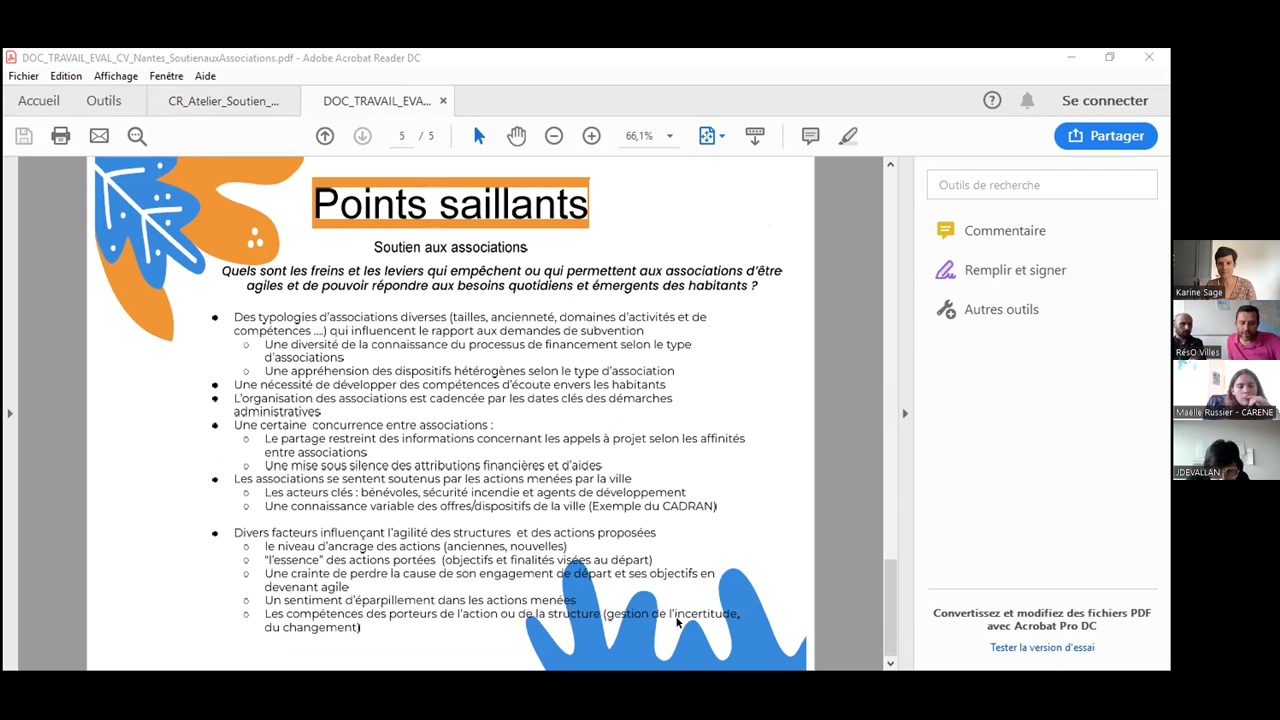 DOC_TRAVAIL_EVAL_CV_Nantes_SoutienauxAssociations.pdf - Adobe Acrobat Reader DC
Fichier Edition Affichage Fenêtre Aide
Accueil Outils CR_Atelier_Soutien_... DOC_TRAVAIL_EVA... × ? Se connecter
5 / 5 66,1% Partager
Points saillants
Soutien aux associations
Quels sont les freins et les leviers qui empêchent ou qui permettent aux associations d'être
agiles et de pouvoir répondre aux besoins quotidiens et émergents des habitants ?
● Des typologies d'associations diverses (tailles, ancienneté, domaines d'activités et de
compétences ....) qui influencent le rapport aux demandes de subvention
○ Une diversité de la connaissance du processus de financement selon le type
d'associations
○ Une appréhension des dispositifs hétérogènes selon le type d'association
● Une nécessité de développer des compétences d'écoute envers les habitants
● L'organisation des associations est cadencée par les dates clés des démarches
administratives
● Une certaine concurrence entre associations :
○ Le partage restreint des informations concernant les appels à projet selon les affinités
entre associations
○ Une mise sous silence des attributions financières et d'aides
● Les associations se sentent soutenus par les actions menées par la ville
○ Les acteurs clés : bénévoles, sécurité incendie et agents de développement
○ Une connaissance variable des offres/dispositifs de la ville (Exemple du CADRAN)
● Divers facteurs influençant l'agilité des structures et des actions proposées
○ le niveau d'ancrage des actions (anciennes, nouvelles)
○ "l'essence" des actions portées (objectifs et finalités visées au départ)
○ Une crainte de perdre la cause de son engagement de départ et ses objectifs en
devenant agile
○ Un sentiment d'éparpillement dans les actions menées
○ Les compétences des porteurs de l'action ou de la structure (gestion de l'incertitude,
du changement)
Outils de recherche
Commentaire
Remplir et signer
Autres outils
Convertissez et modifiez des fichiers PDF
avec Acrobat Pro DC
Tester la version d'essai
Karine Sage
RésO Villes
Maëlle Russier - CARENE
JDEVALLAN